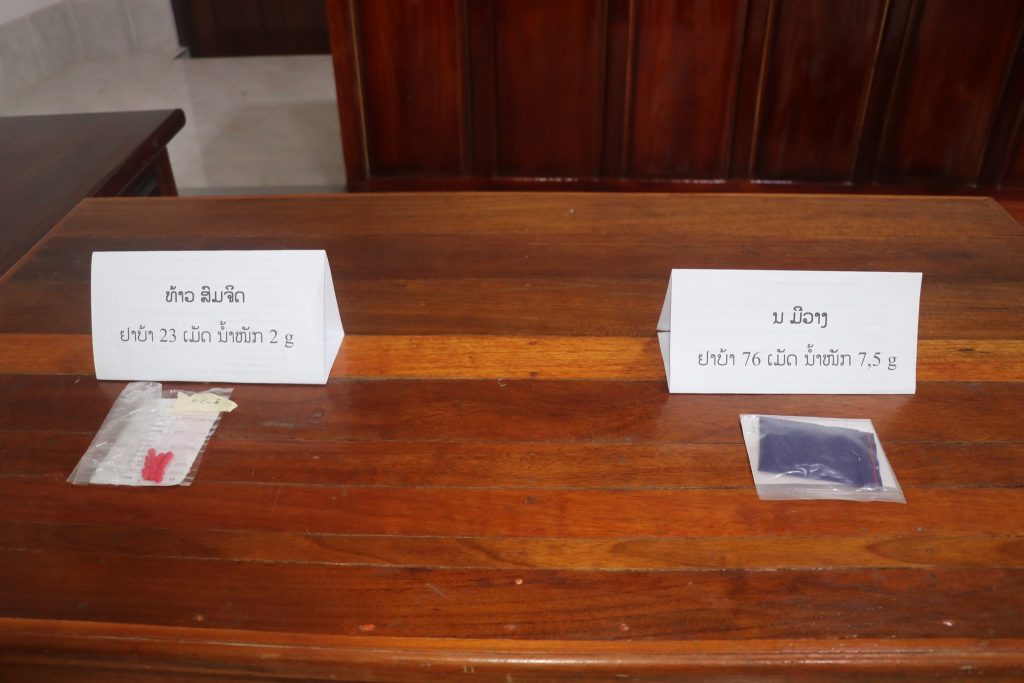 ທ້າວ ສົມຈິດ
ຢາບ້າ 23 ເມັດ ນ້ຳໜັກ 2 g
ນ ມີວາງ
ຢາບ້າ 76 ເມັດ ນ້ຳໜັກ 7,5 g